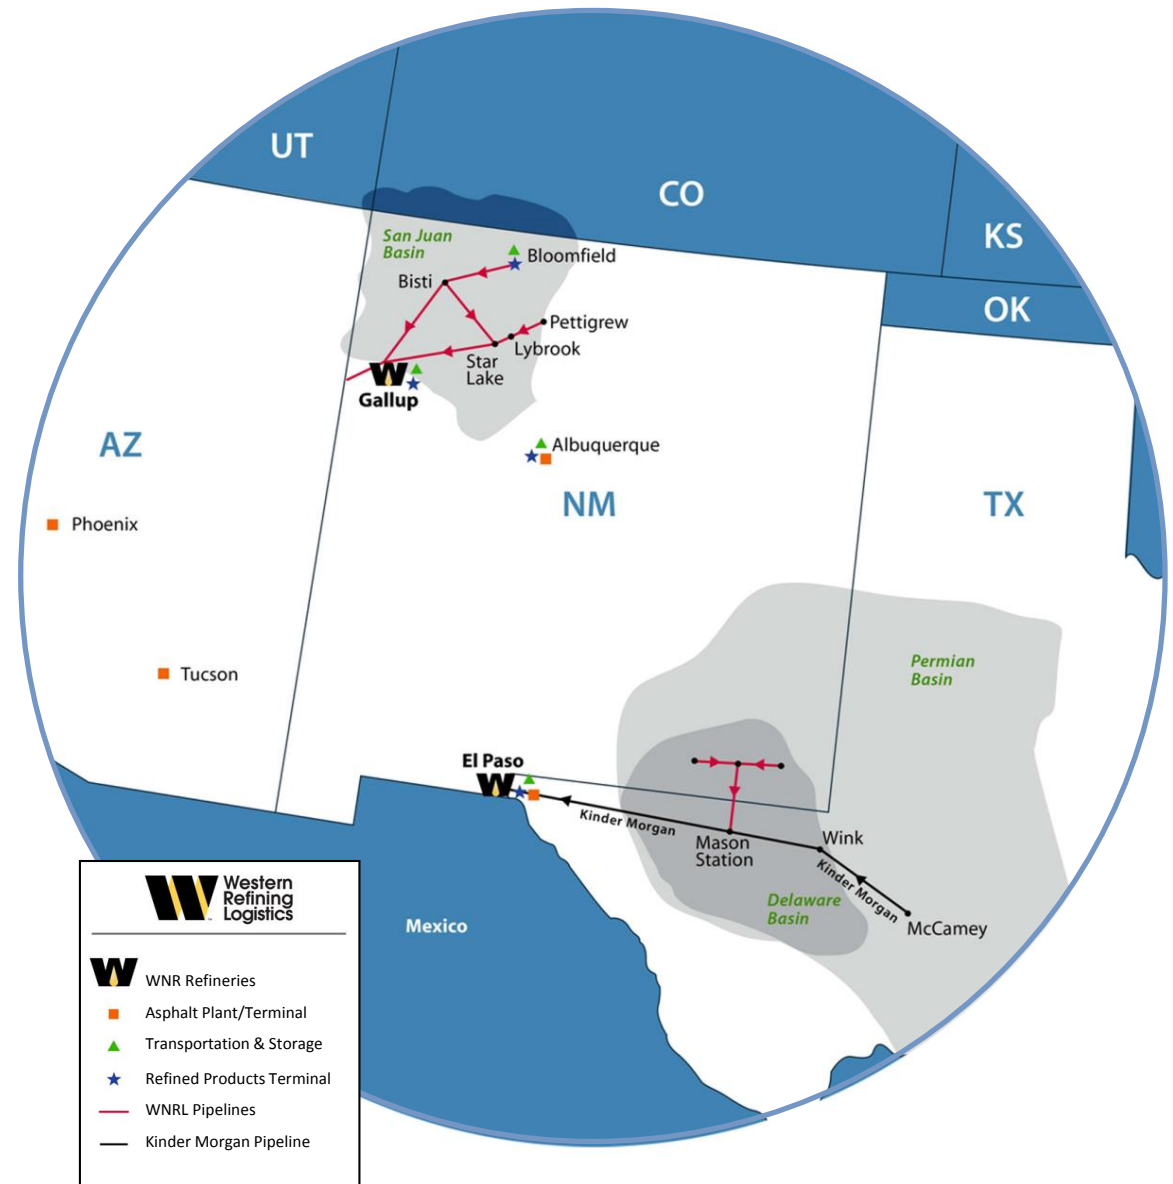 UT
CO
KS
OK
San Juan
Basin
Bloomfield
Bisti
Pettigrew
Lybrook
Star
Lake
W
Gallup
AZ
Albuquerque
NM
TX
Phoenix
Tucson
Permian
Basin
El Paso
W
Kinder Morgan
Mason
Station
Wink
Kinder Morgan
Delaware
Basin
McCamey
Mexico
W Western
Refining
Logistics
W WNR Refineries
Asphalt Plant/Terminal
Transportation & Storage
Refined Products Terminal
WNRL Pipelines
Kinder Morgan Pipeline